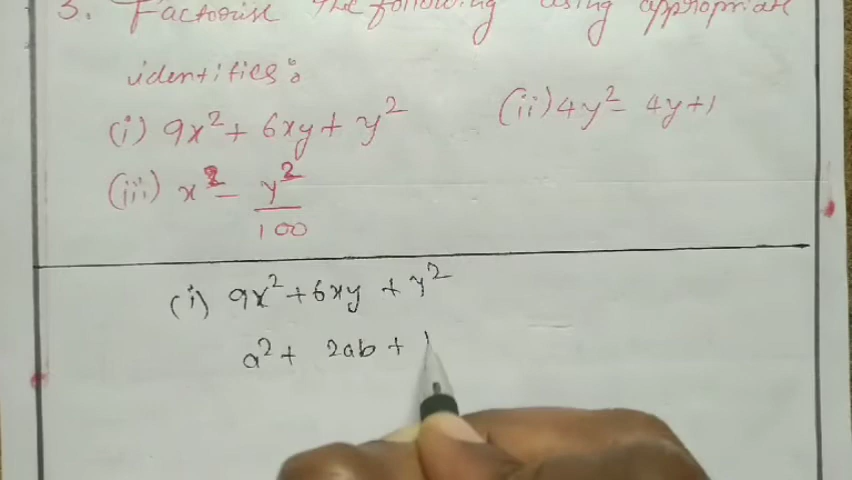 3. Factorise the following using appropriate
identities:
(i) 9x² + 6xy + y² (ii) 4y² - 4y + 1
(iii) x² - y²/100
(i) 9x² + 6xy + y²
a² + 2ab +